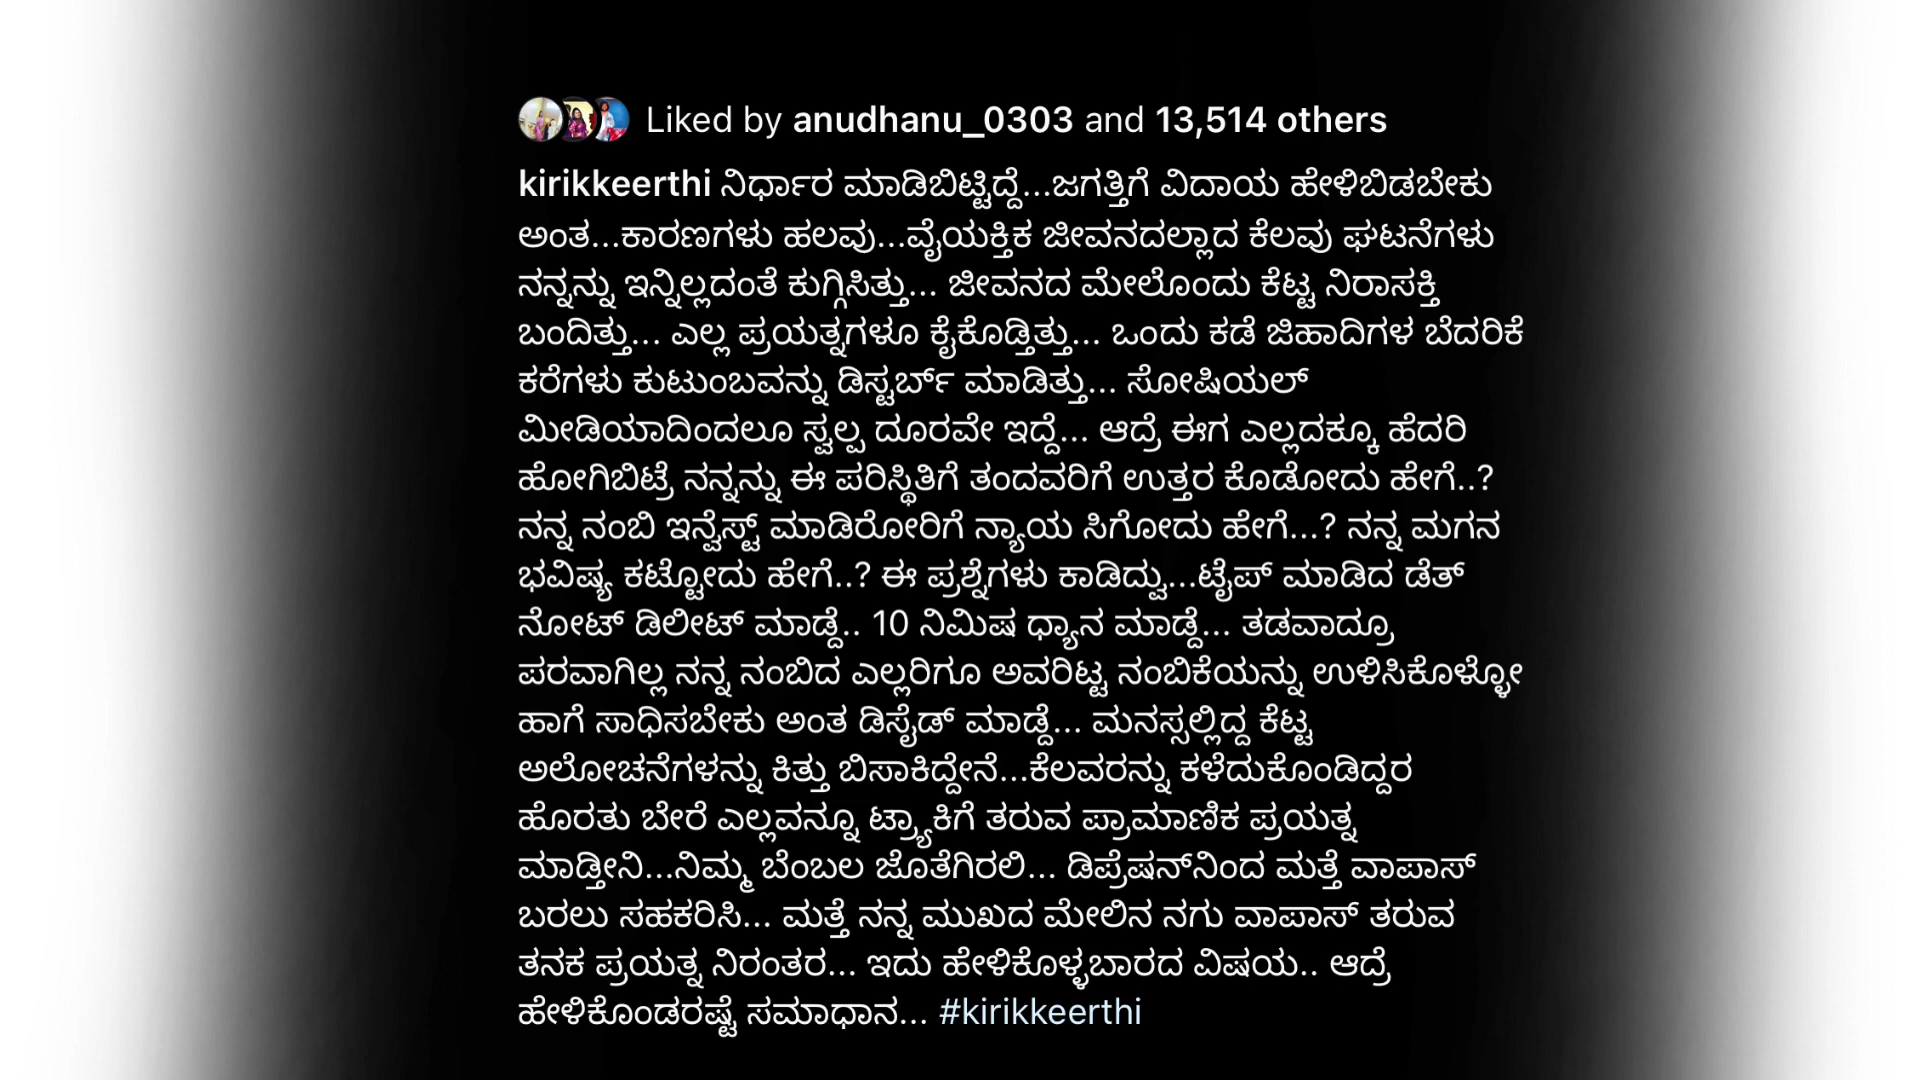 Liked by anudhanu_0303 and 13,514 others
kirikkeerthi ನಿರ್ಧಾರ ಮಾಡಿಬಿಟ್ಟಿದ್ದೆ...ಜಗತ್ತಿಗೆ ವಿದಾಯ ಹೇಳಿಬಿಡಬೇಕು
ಅಂತ...ಕಾರಣಗಳು ಹಲವು...ವೈಯಕ್ತಿಕ ಜೀವನದಲ್ಲಾದ ಕೆಲವು ಘಟನೆಗಳು
ನನ್ನನ್ನು ಇನ್ನಿಲ್ಲದಂತೆ ಕುಗ್ಗಿಸಿತ್ತು... ಜೀವನದ ಮೇಲೊಂದು ಕೆಟ್ಟ ನಿರಾಸಕ್ತಿ
ಬಂದಿತ್ತು... ಎಲ್ಲ ಪ್ರಯತ್ನಗಳೂ ಕೈಕೊಡ್ತಿತ್ತು... ಒಂದು ಕಡೆ ಜಿಹಾದಿಗಳ ಬೆದರಿಕೆ
ಕರೆಗಳು ಕುಟುಂಬವನ್ನು ಡಿಸ್ಟರ್ಬ್ ಮಾಡಿತ್ತು... ಸೋಷಿಯಲ್
ಮೀಡಿಯಾದಿಂದಲೂ ಸ್ವಲ್ಪ ದೂರವೇ ಇದ್ದೆ... ಆದ್ರೆ ಈಗ ಎಲ್ಲದಕ್ಕೂ ಹೆದರಿ
ಹೋಗಿಬಿಟ್ರೆ ನನ್ನನ್ನು ಈ ಪರಿಸ್ಥಿತಿಗೆ ತಂದವರಿಗೆ ಉತ್ತರ ಕೊಡೋದು ಹೇಗೆ..?
ನನ್ನ ನಂಬಿ ಇನ್ವೆಸ್ಟ್ ಮಾಡಿರೋರಿಗೆ ನ್ಯಾಯ ಸಿಗೋದು ಹೇಗೆ...? ನನ್ನ ಮಗನ
ಭವಿಷ್ಯ ಕಟ್ಟೋದು ಹೇಗೆ..? ಈ ಪ್ರಶ್ನೆಗಳು ಕಾಡಿದ್ವು...ಟೈಪ್ ಮಾಡಿದ ಡೆತ್
ನೋಟ್ ಡಿಲೀಟ್ ಮಾಡ್ದೆ.. 10 ನಿಮಿಷ ಧ್ಯಾನ ಮಾಡ್ದೆ... ತಡವಾದ್ರೂ
ಪರವಾಗಿಲ್ಲ ನನ್ನ ನಂಬಿದ ಎಲ್ಲರಿಗೂ ಅವರಿಟ್ಟ ನಂಬಿಕೆಯನ್ನು ಉಳಿಸಿಕೊಳ್ಳೋ
ಹಾಗೆ ಸಾಧಿಸಬೇಕು ಅಂತ ಡಿಸೈಡ್ ಮಾಡ್ದೆ... ಮನಸ್ಸಲ್ಲಿದ್ದ ಕೆಟ್ಟ
ಅಲೋಚನೆಗಳನ್ನು ಕಿತ್ತು ಬಿಸಾಕಿದ್ದೇನೆ...ಕೆಲವರನ್ನು ಕಳೆದುಕೊಂಡಿದ್ದರ
ಹೊರತು ಬೇರೆ ಎಲ್ಲವನ್ನೂ ಟ್ರ್ಯಾಕಿಗೆ ತರುವ ಪ್ರಾಮಾಣಿಕ ಪ್ರಯತ್ನ
ಮಾಡ್ತೀನಿ...ನಿಮ್ಮ ಬೆಂಬಲ ಜೊತೆಗಿರಲಿ... ಡಿಪ್ರೆಷನ್‌ನಿಂದ ಮತ್ತೆ ವಾಪಾಸ್
ಬರಲು ಸಹಕರಿಸಿ... ಮತ್ತೆ ನನ್ನ ಮುಖದ ಮೇಲಿನ ನಗು ವಾಪಾಸ್ ತರುವ
ತನಕ ಪ್ರಯತ್ನ ನಿರಂತರ... ಇದು ಹೇಳಿಕೊಳ್ಳಬಾರದ ವಿಷಯ.. ಆದ್ರೆ
ಹೇಳಿಕೊಂಡರಷ್ಟೆ ಸಮಾಧಾನ... #kirikkeerthi